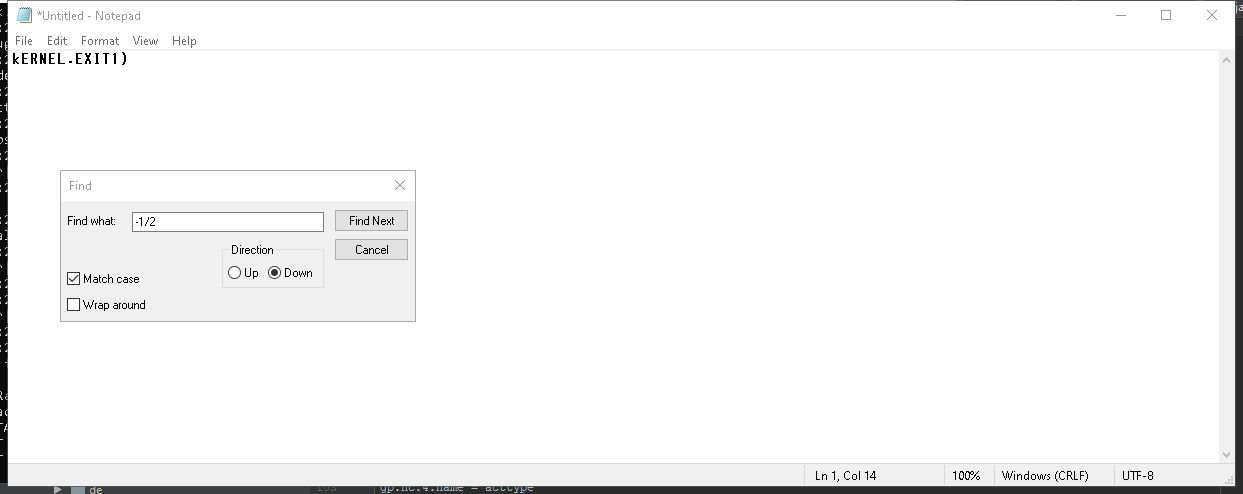 *Untitled - Notepad
File Edit Format View Help
kERNEL.EXIT1)
Find
Find what: -1/2 Find Next
Direction Cancel
Up Down
Match case
Wrap around
Ln 1, Col 14 100% Windows (CRLF) UTF-8
de gp.nc.4.name = acctype